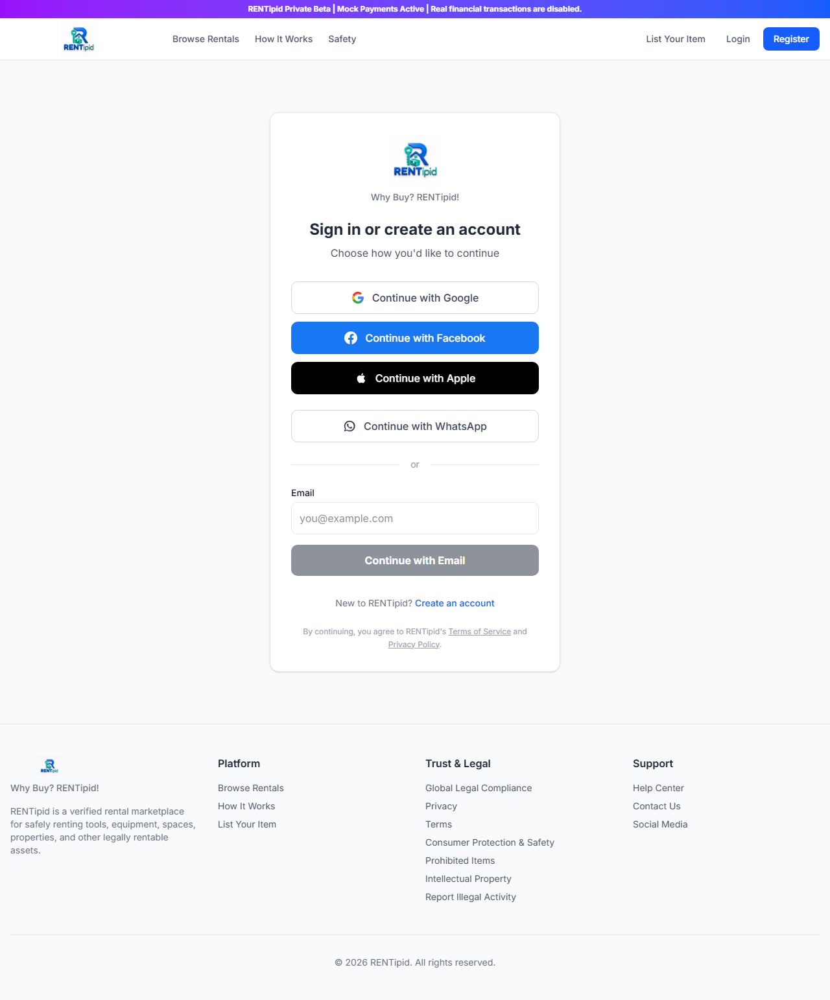 RENTipid Private Beta | Mock Payments Active | Real financial transactions are disabled.
RENTipid
Browse Rentals
How It Works
Safety
List Your Item
Login
Register
RENTipid
Why Buy? RENTipid!
Sign in or create an account
Choose how you'd like to continue
Continue with Google
Continue with Facebook
Continue with Apple
Continue with WhatsApp
or
Email
you@example.com
Continue with Email
New to RENTipid? Create an account
By continuing, you agree to RENTipid's Terms of Service and
Privacy Policy.
RENTipid
Why Buy? RENTipid!
RENTipid is a verified rental marketplace
for safely renting tools, equipment, spaces,
properties, and other legally rentable
assets.
Platform
Browse Rentals
How It Works
List Your Item
Trust & Legal
Global Legal Compliance
Privacy
Terms
Consumer Protection & Safety
Prohibited Items
Intellectual Property
Report Illegal Activity
Support
Help Center
Contact Us
Social Media
© 2026 RENTipid. All rights reserved.